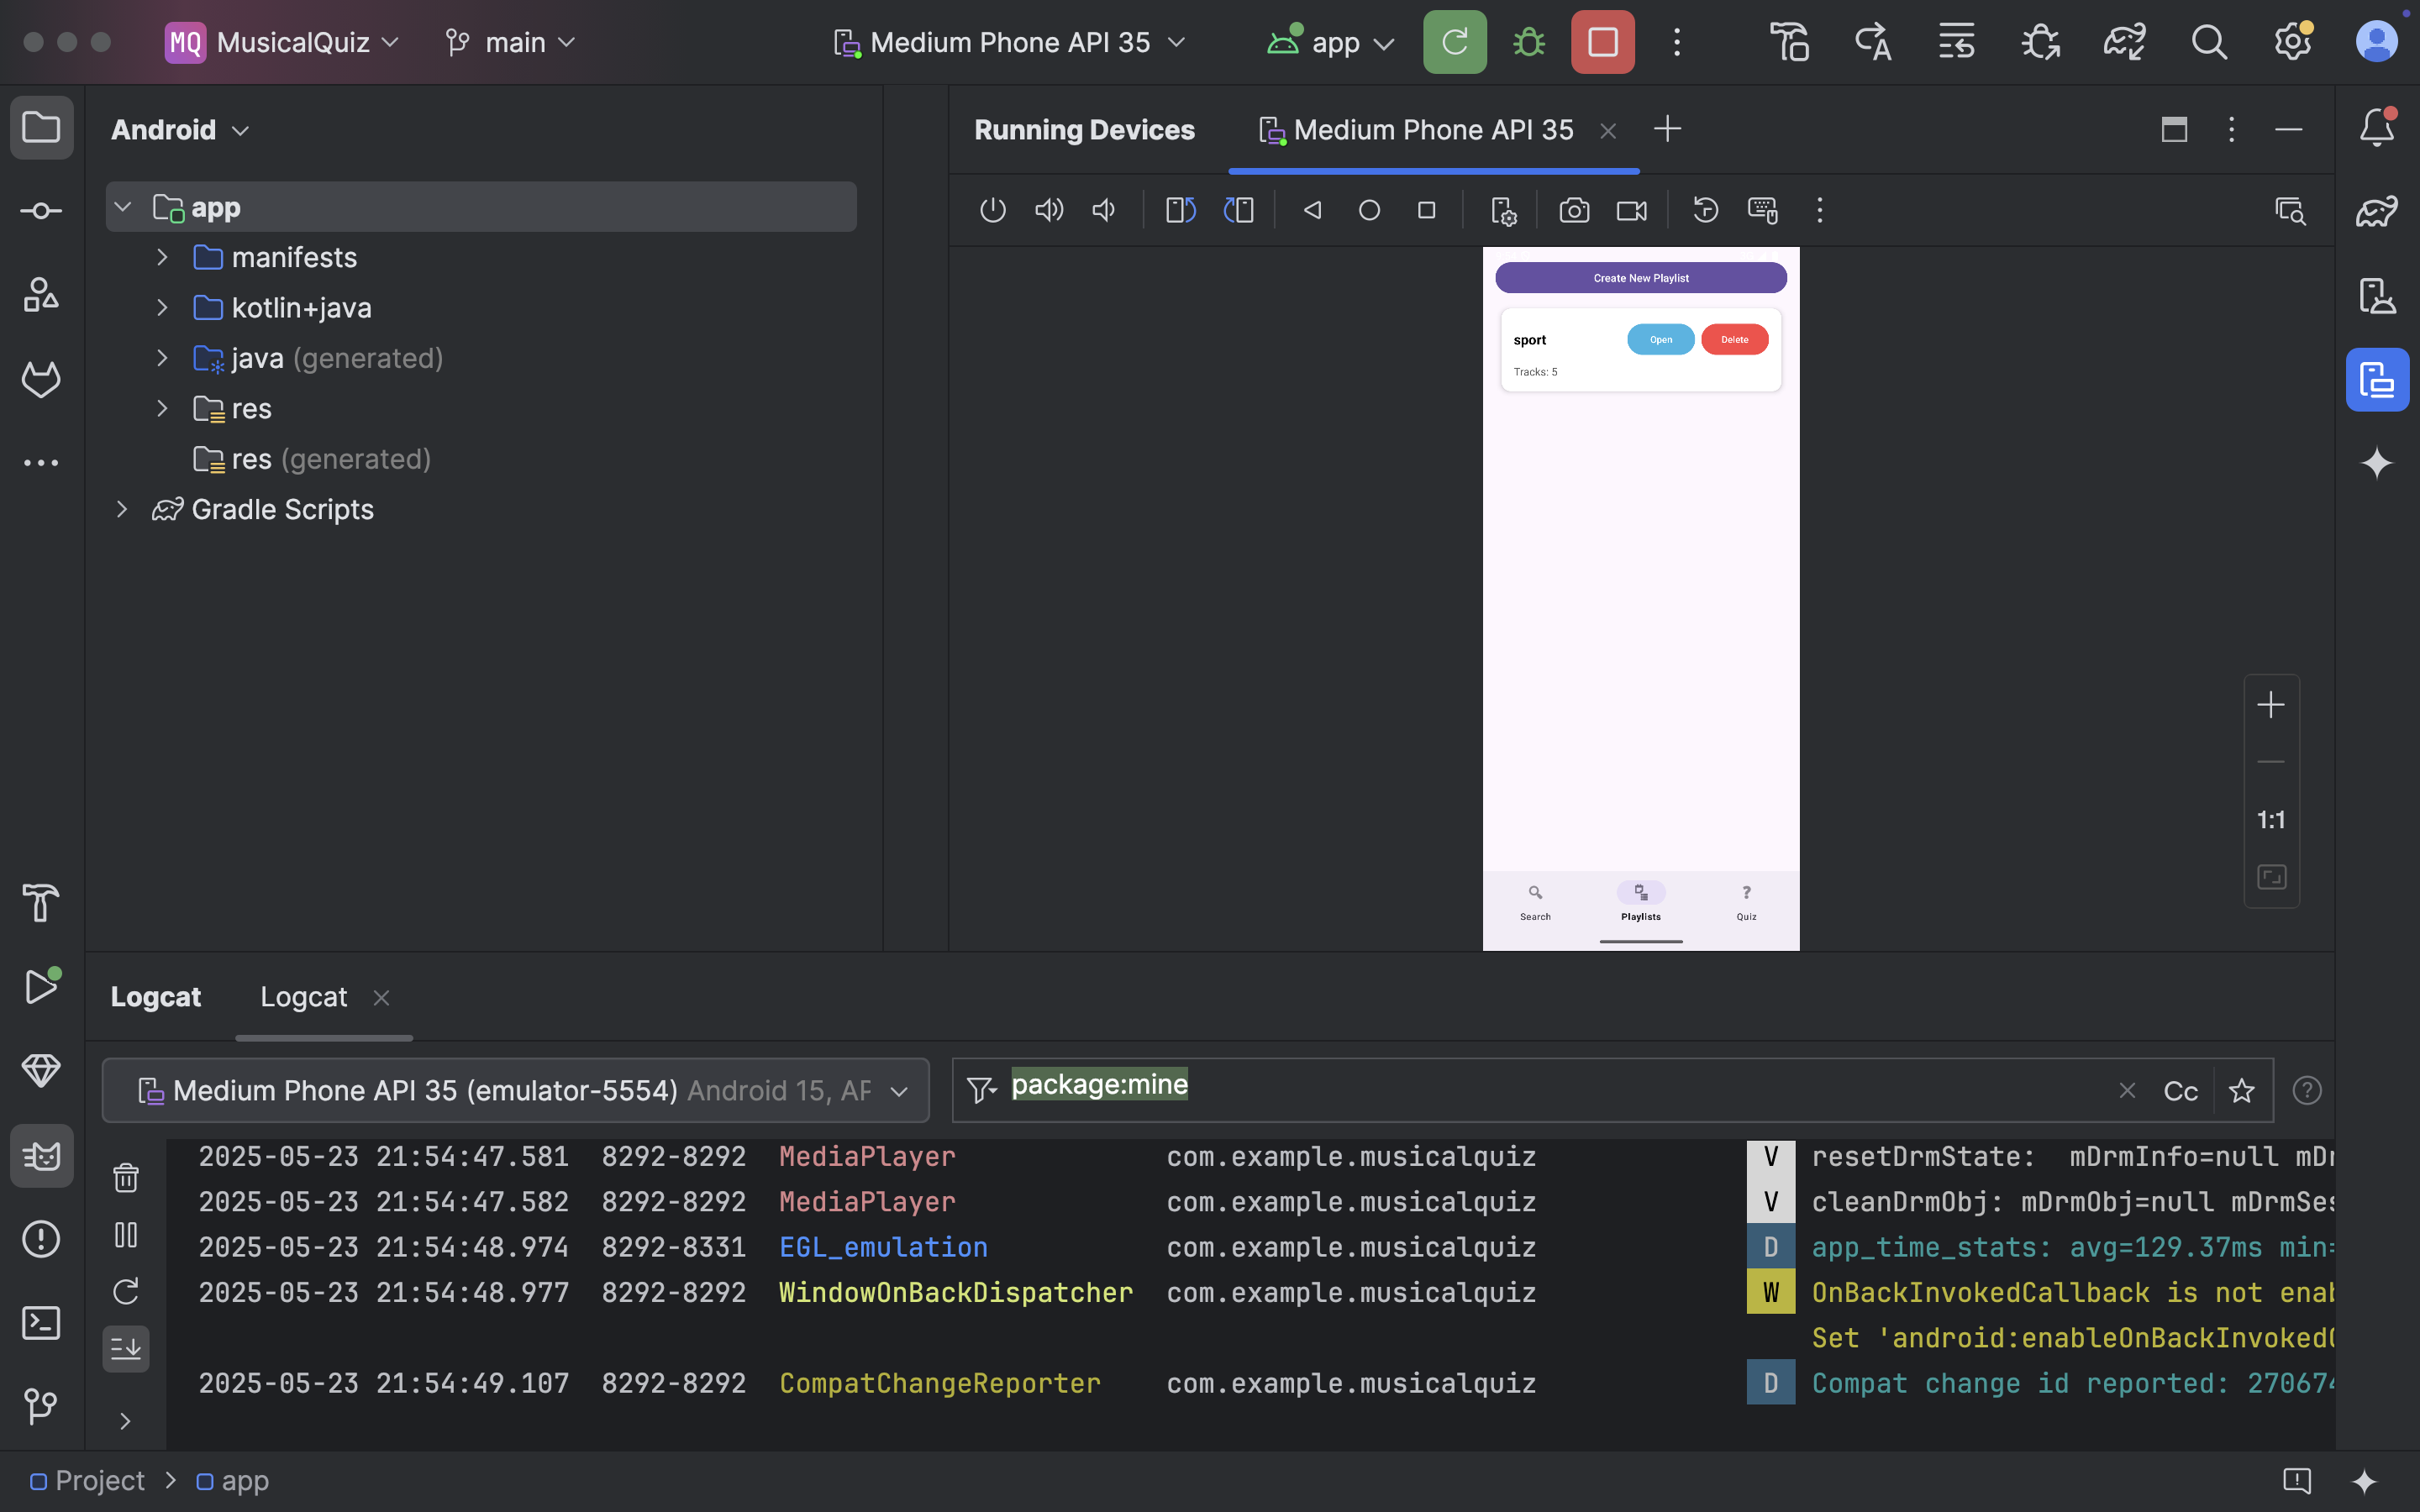 MQ MusicalQuiz main Medium Phone API 35 app
Android
app
manifests
kotlin+java
java (generated)
res
res (generated)
Gradle Scripts
Running Devices Medium Phone API 35
Create New Playlist
sport Open Delete
Tracks: 5
Search Playlists Quiz
1:1
Logcat Logcat
Medium Phone API 35 (emulator-5554) Android 15, AP
package:mine Cc
2025-05-23 21:54:47.581 8292-8292 MediaPlayer com.example.musicalquiz V resetDrmState: mDrmInfo=null
2025-05-23 21:54:47.582 8292-8292 MediaPlayer com.example.musicalquiz V cleanDrmObj: mDrmObj=null
2025-05-23 21:54:48.974 8292-8331 EGL_emulation com.example.musicalquiz D app_time_stats: avg=129.37ms min=
2025-05-23 21:54:48.977 8292-8292 WindowOnBackDispatcher com.example.musicalquiz W OnBackInvokedCallback is not
Set
2025-05-23 21:54:49.107 8292-8292 CompatChangeReporter com.example.musicalquiz D Compat change id reported:
Project app